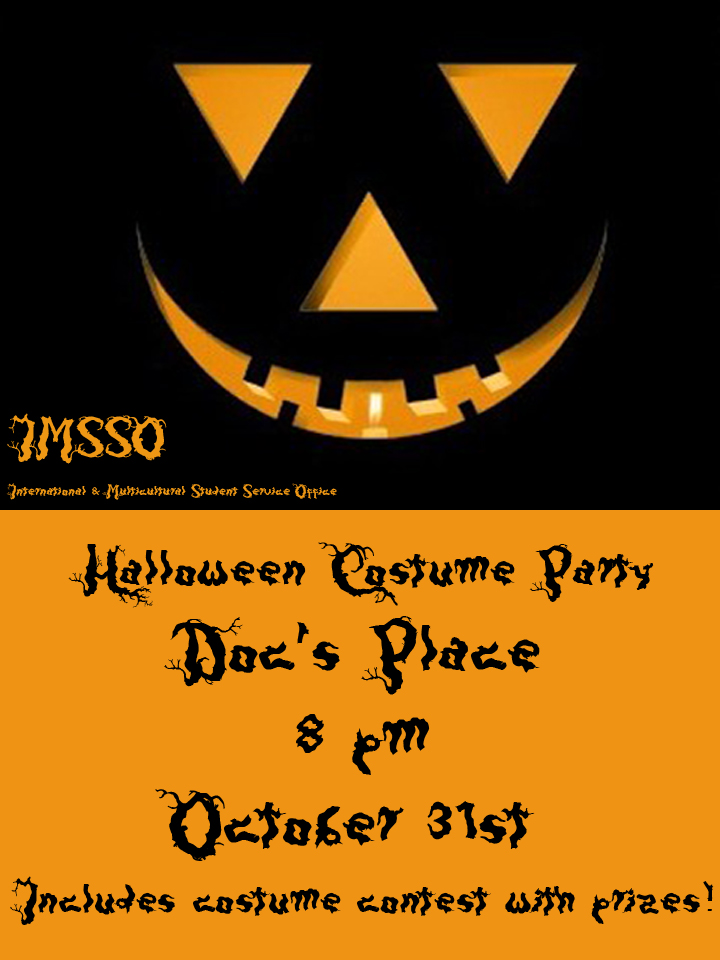 IMSSO
International & Multicultural Student Service Office
Halloween Costume Party
Doc's Place
8 pm
October 31st
Includes costume contest with prizes!